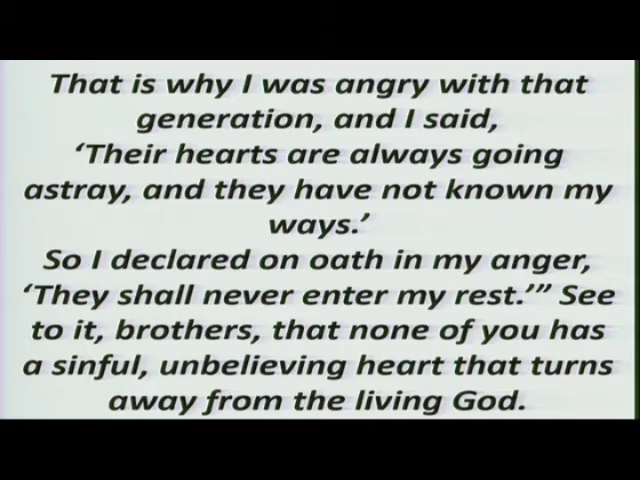 That is why I was angry with that
generation, and I said,
‘Their hearts are always going
astray, and they have not known my
ways.’
So I declared on oath in my anger,
‘They shall never enter my rest.’” See
to it, brothers, that none of you has
a sinful, unbelieving heart that turns
away from the living God.